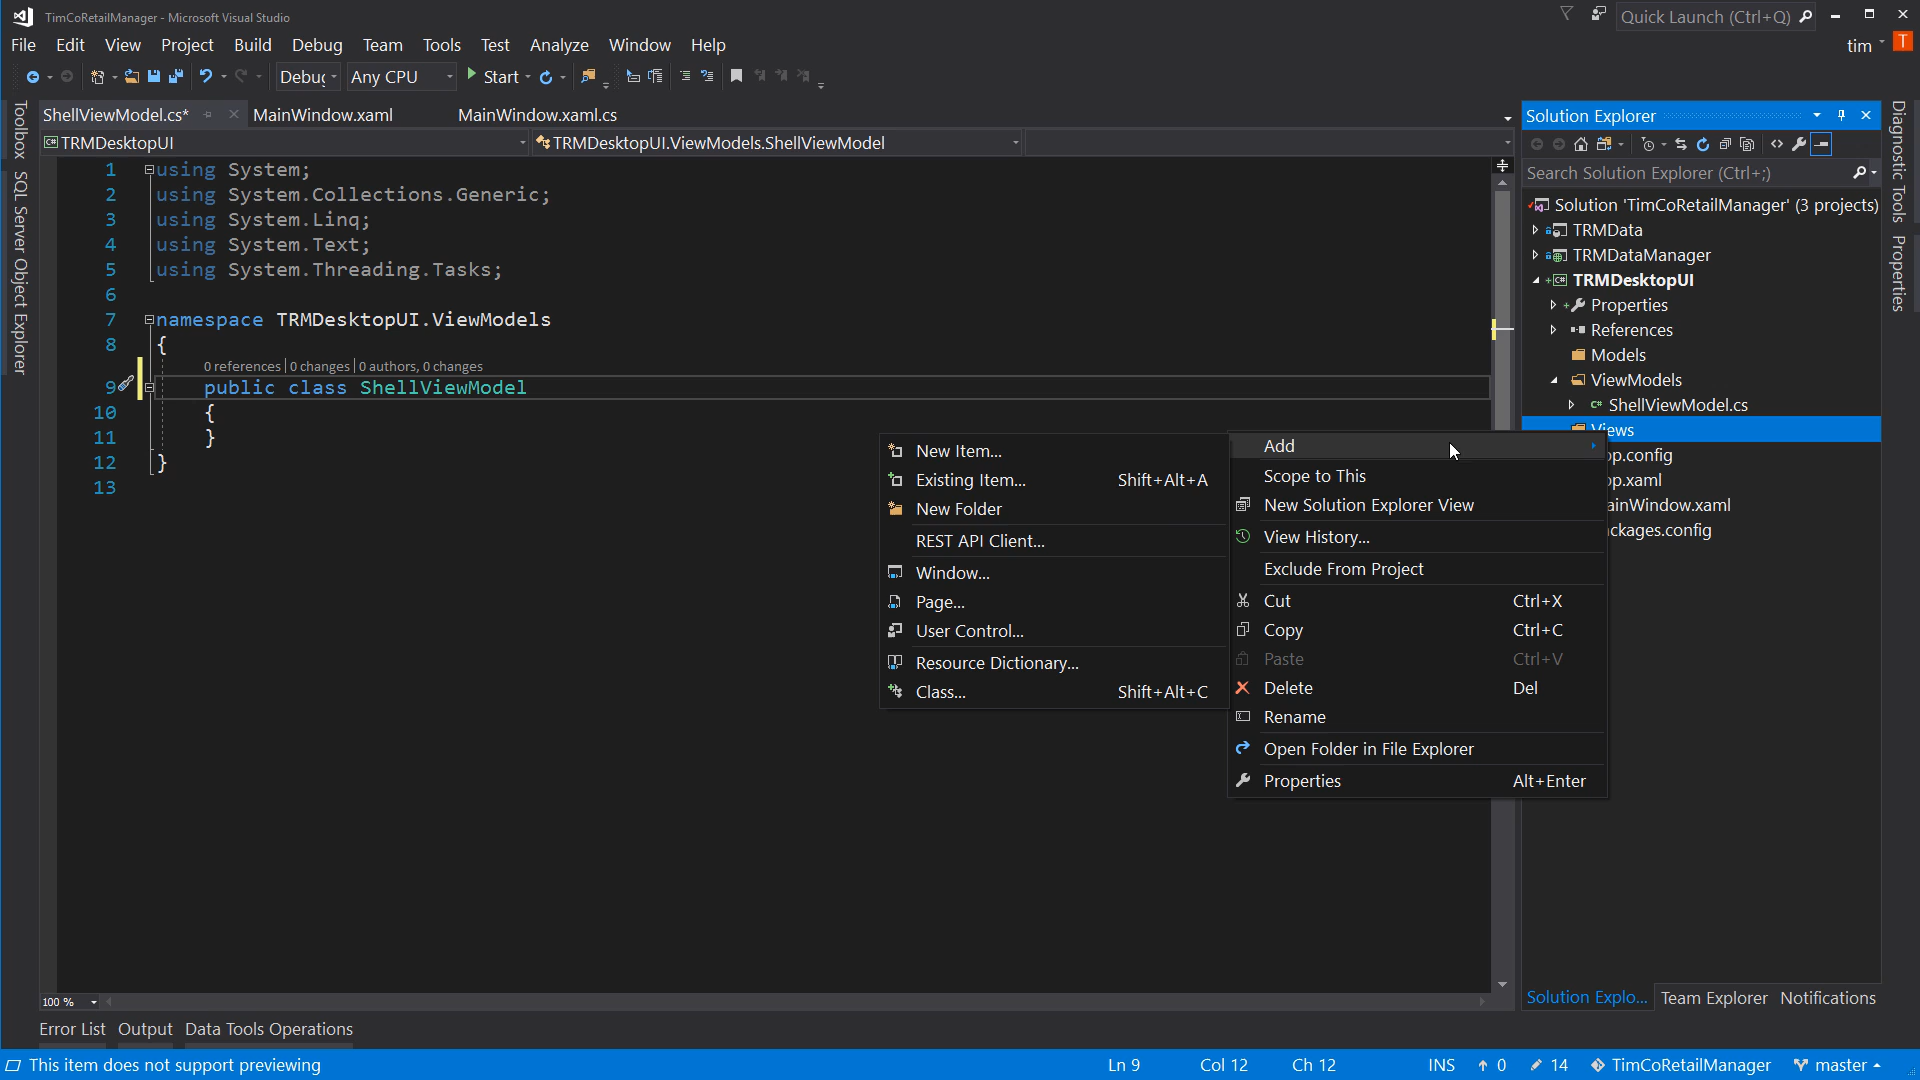 TimCoRetailManager - Microsoft Visual Studio
Quick Launch (Ctrl+Q)
File Edit View Project Build Debug Team Tools Test Analyze Window Help
tim T
Debug Any CPU Start
ShellViewModel.cs* MainWindow.xaml MainWindow.xaml.cs
TRMDesktopUI TRMDesktopUI.ViewModels.ShellViewModel
Toolbox
SQL Server Object Explorer
1 using System;
2 using System.Collections.Generic;
3 using System.Linq;
4 using System.Text;
5 using System.Threading.Tasks;
6
7 namespace TRMDesktopUI.ViewModels
8 {
0 references | 0 changes | 0 authors, 0 changes
9 public class ShellViewModel
10 {
11 }
12 }
13
New Item...
Existing Item... Shift+Alt+A
New Folder
REST API Client...
Window...
Page...
User Control...
Resource Dictionary...
Class... Shift+Alt+C
Add
Scope to This
New Solution Explorer View
View History...
Exclude From Project
Cut Ctrl+X
Copy Ctrl+C
Paste Ctrl+V
Delete Del
Rename
Open Folder in File Explorer
Properties Alt+Enter
Solution Explorer
Search Solution Explorer (Ctrl+;)
Solution 'TimCoRetailManager' (3 projects)
TRMData
TRMDataManager
TRMDesktopUI
Properties
References
Models
ViewModels
ShellViewModel.cs
Views
op.config
op.xaml
ainWindow.xaml
ckages.config
Diagnostic Tools
Properties
Solution Explo... Team Explorer Notifications
100 %
Error List Output Data Tools Operations
This item does not support previewing Ln 9 Col 12 Ch 12 INS 0 14 TimCoRetailManager master